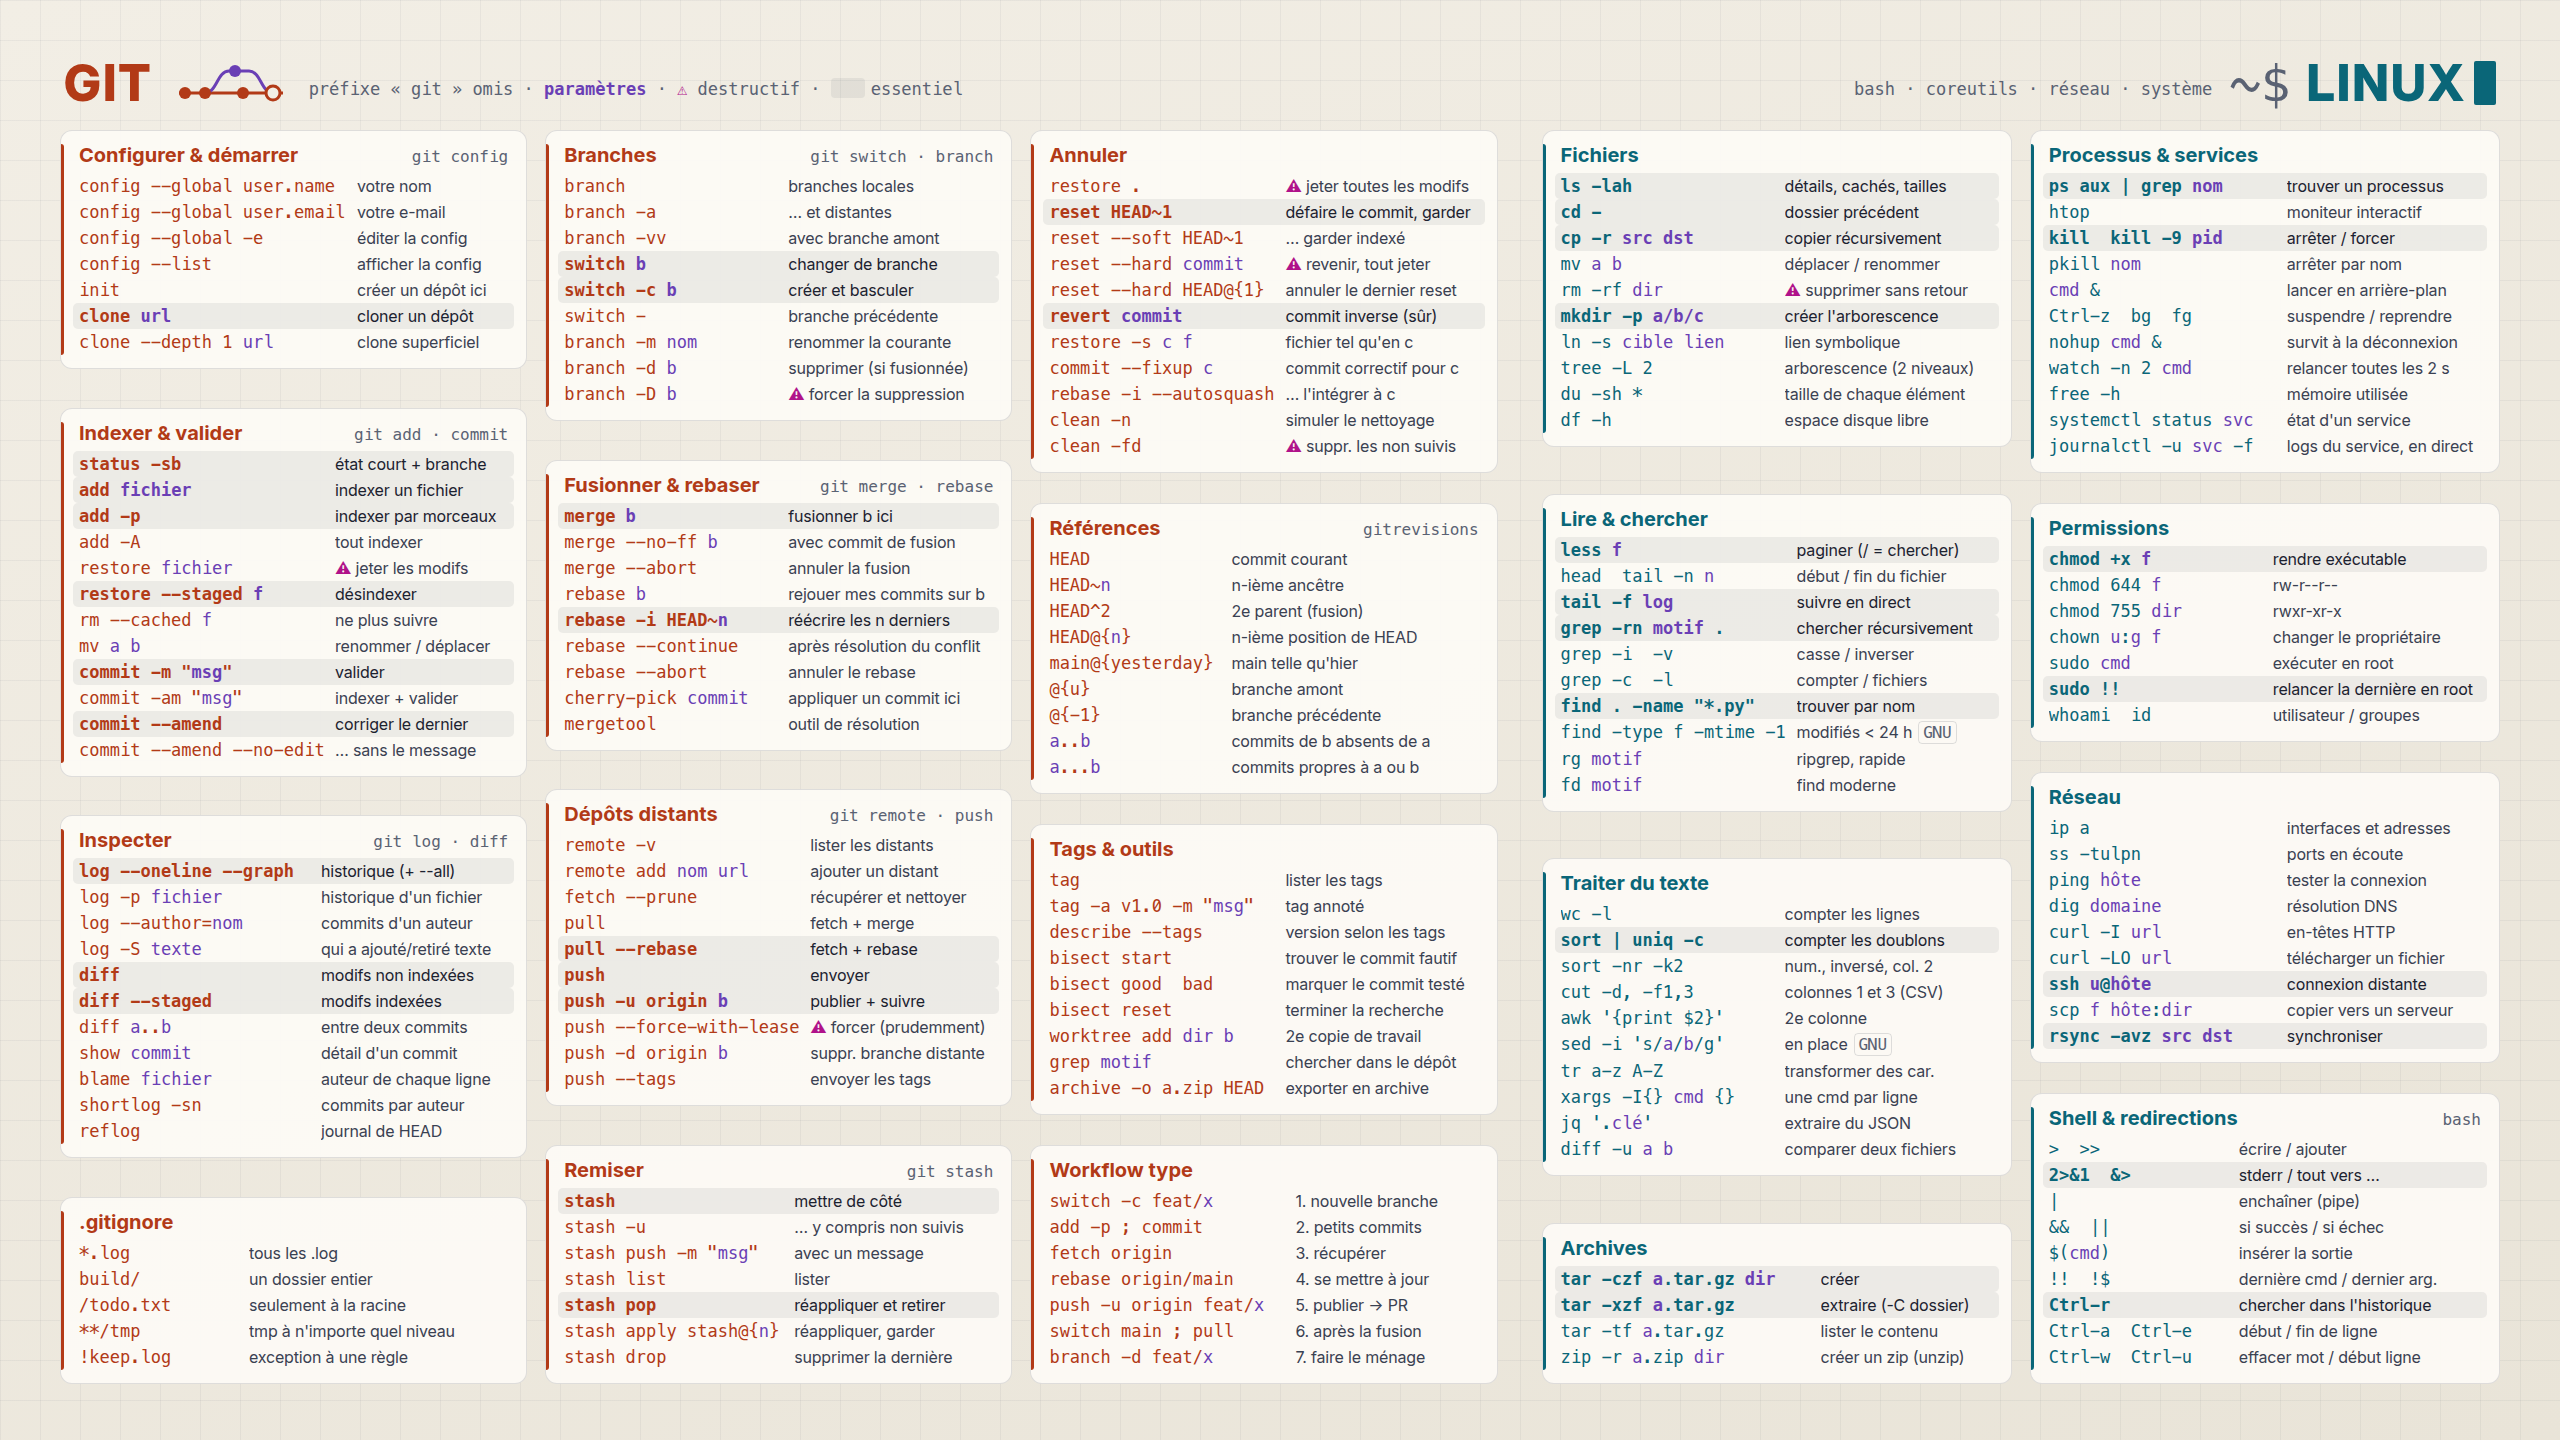 GIT
préfixe « git » omis · paramètres · ⚠ destructif · essentiel
bash · coreutils · réseau · système
~$ LINUX
Configurer & démarrer git config
config --global user.name votre nom
config --global user.email votre e-mail
config --global -e éditer la config
config --list afficher la config
init créer un dépôt ici
clone url cloner un dépôt
clone --depth 1 url clone superficiel
Indexer & valider git add · commit
status -sb état court + branche
add fichier indexer un fichier
add -p indexer par morceaux
add -A tout indexer
restore fichier ⚠ jeter les modifs
restore --staged f désindexer
rm --cached f ne plus suivre
mv a b renommer / déplacer
commit -m "msg" valider
commit -am "msg" indexer + valider
commit --amend corriger le dernier
commit --amend --no-edit ... sans le message
Inspecter git log · diff
log --oneline --graph historique (+ --all)
log -p fichier historique d'un fichier
log --author=nom commits d'un auteur
log -S texte qui a ajouté/retiré texte
diff modifs non indexées
diff --staged modifs indexées
diff a..b entre deux commits
show commit détail d'un commit
blame fichier auteur de chaque ligne
shortlog -sn commits par auteur
reflog journal de HEAD
.gitignore
*.log tous les .log
build/ un dossier entier
/todo.txt seulement à la racine
**/tmp tmp à n'importe quel niveau
!keep.log exception à une règle
Branches git switch · branch
branch branches locales
branch -a ... et distantes
branch -vv avec branche amont
switch b changer de branche
switch -c b créer et basculer
switch - branche précédente
branch -m nom renommer la courante
branch -d b supprimer (si fusionnée)
branch -D b ⚠ forcer la suppression
Fusionner & rebaser git merge · rebase
merge b fusionner b ici
merge --no-ff b avec commit de fusion
merge --abort annuler la fusion
rebase b rejouer mes commits sur b
rebase -i HEAD~n réécrire les n derniers
rebase --continue après résolution du conflit
rebase --abort annuler le rebase
cherry-pick commit appliquer un commit ici
mergetool outil de résolution
Dépôts distants git remote · push
remote -v lister les distants
remote add nom url ajouter un distant
fetch --prune récupérer et nettoyer
pull fetch + merge
pull --rebase fetch + rebase
push envoyer
push -u origin b publier + suivre
push --force-with-lease ⚠ forcer (prudemment)
push -d origin b suppr. branche distante
push --tags envoyer les tags
Remiser git stash
stash mettre de côté
stash -u ... y compris non suivis
stash push -m "msg" avec un message
stash list lister
stash pop réappliquer et retirer
stash apply stash@{n} réappliquer, garder
stash drop supprimer la dernière
Annuler
restore . ⚠ jeter toutes les modifs
reset HEAD~1 défaire le commit, garder
reset --soft HEAD~1 ... garder indexé
reset --hard commit ⚠ revenir, tout jeter
reset --hard HEAD@{1} annuler le dernier reset
revert commit commit inverse (sûr)
restore -s c f fichier tel qu'en c
commit --fixup c commit correctif pour c
rebase -i --autosquash ... l'intégrer à c
clean -n simuler le nettoyage
clean -fd ⚠ suppr. les non suivis
Références gitrevisions
HEAD commit courant
HEAD~n n-ième ancêtre
HEAD^2 2e parent (fusion)
HEAD@{n} n-ième position de HEAD
main@{yesterday} main telle qu'hier
@{u} branche amont
@{-1} branche précédente
a..b commits de b absents de a
a...b commits propres à a ou b
Tags & outils
tag lister les tags
tag -a v1.0 -m "msg" tag annoté
describe --tags version selon les tags
bisect start trouver le commit fautif
bisect good bad marquer le commit testé
bisect reset terminer la recherche
worktree add dir b 2e copie de travail
grep motif chercher dans le dépôt
archive -o a.zip HEAD exporter en archive
Workflow type
switch -c feat/x 1. nouvelle branche
add -p ; commit 2. petits commits
fetch origin 3. récupérer
rebase origin/main 4. se mettre à jour
push -u origin feat/x 5. publier → PR
switch main ; pull 6. après la fusion
branch -d feat/x 7. faire le ménage
Fichiers
ls -lah détails, cachés, tailles
cd - dossier précédent
cp -r src dst copier récursivement
mv a b déplacer / renommer
rm -rf dir ⚠ supprimer sans retour
mkdir -p a/b/c créer l'arborescence
ln -s cible lien lien symbolique
tree -L 2 arborescence (2 niveaux)
du -sh * taille de chaque élément
df -h espace disque libre
Lire & chercher
less f paginer (/ = chercher)
head tail -n n début / fin du fichier
tail -f log suivre en direct
grep -rn motif . chercher récursivement
grep -i -v casse / inverser
grep -c -l compter / fichiers
find . -name "*.py" trouver par nom
find -type f -mtime -1 modifiés < 24 h GNU
rg motif ripgrep, rapide
fd motif find moderne
Traiter du texte
wc -l compter les lignes
sort | uniq -c compter les doublons
sort -nr -k2 num., inversé, col. 2
cut -d, -f1,3 colonnes 1 et 3 (CSV)
awk '{print $2}' 2e colonne
sed -i 's/a/b/g' en place GNU
tr a-z A-Z transformer des car.
xargs -I{} cmd {} une cmd par ligne
jq '.clé' extraire du JSON
diff -u a b comparer deux fichiers
Archives
tar -czf a.tar.gz dir créer
tar -xzf a.tar.gz extraire (-C dossier)
tar -tf a.tar.gz lister le contenu
zip -r a.zip dir créer un zip (unzip)
Processus & services
ps aux | grep nom trouver un processus
htop moniteur interactif
kill kill -9 pid arrêter / forcer
pkill nom arrêter par nom
cmd & lancer en arrière-plan
Ctrl-z bg fg suspendre / reprendre
nohup cmd & survit à la déconnexion
watch -n 2 cmd relancer toutes les 2 s
free -h mémoire utilisée
systemctl status svc état d'un service
journalctl -u svc -f logs du service, en direct
Permissions
chmod +x f rendre exécutable
chmod 644 f rw-r--r--
chmod 755 dir rwxr-xr-x
chown u:g f changer le propriétaire
sudo cmd exécuter en root
sudo !! relancer la dernière en root
whoami id utilisateur / groupes
Réseau
ip a interfaces et adresses
ss -tulpn ports en écoute
ping hôte tester la connexion
dig domaine résolution DNS
curl -I url en-têtes HTTP
curl -LO url télécharger un fichier
ssh u@hôte connexion distante
scp f hôte:dir copier vers un serveur
rsync -avz src dst synchroniser
Shell & redirections bash
> >> écrire / ajouter
2>&1 &> stderr / tout vers ...
| enchaîner (pipe)
&& || si succès / si échec
$(cmd) insérer la sortie
!! !$ dernière cmd / dernier arg.
Ctrl-r chercher dans l'historique
Ctrl-a Ctrl-e début / fin de ligne
Ctrl-w Ctrl-u effacer mot / début ligne